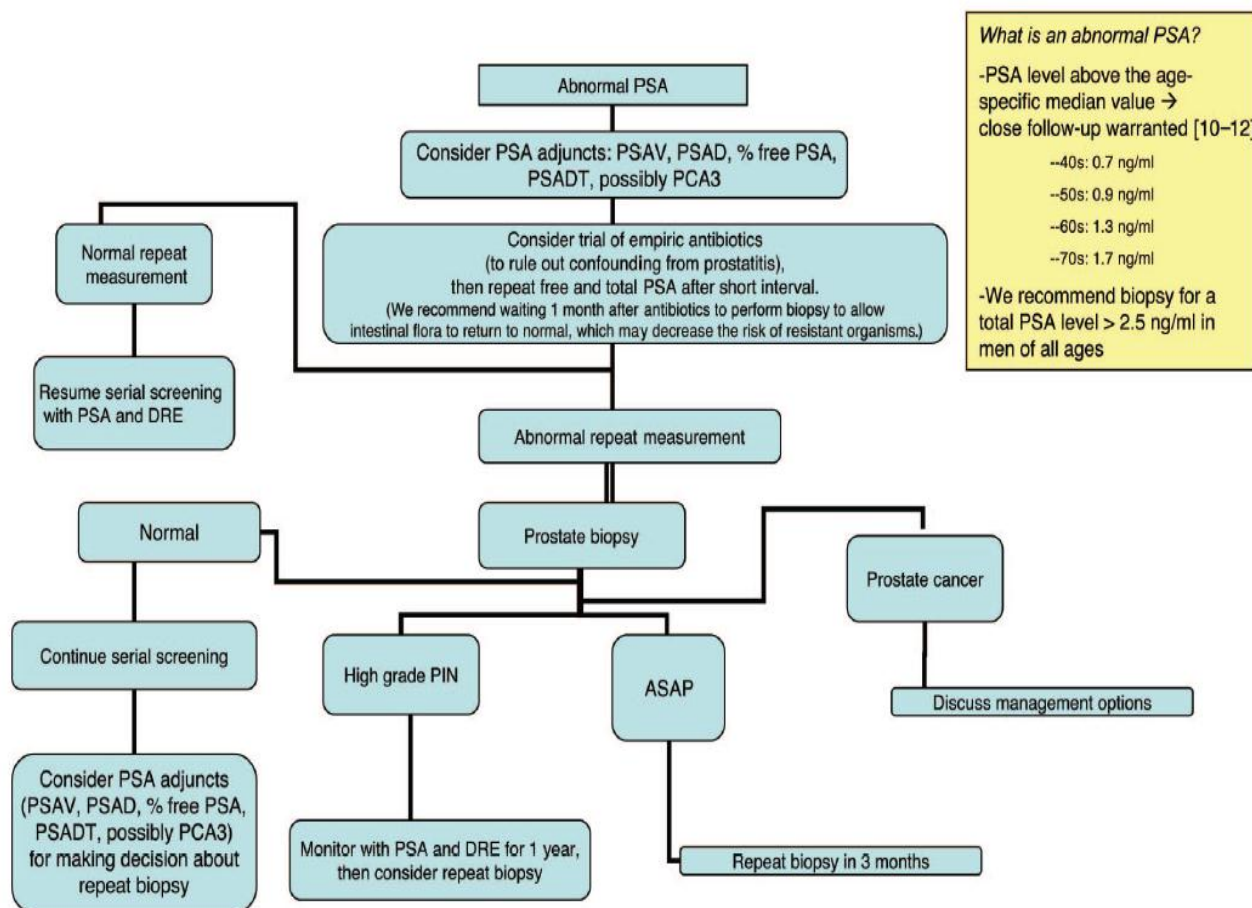 What is an abnormal PSA?
-PSA level above the age-
specific median value →
close follow-up warranted [10–12]
--40s: 0.7 ng/ml
--50s: 0.9 ng/ml
--60s: 1.3 ng/ml
--70s: 1.7 ng/ml
-We recommend biopsy for a
total PSA level > 2.5 ng/ml in
men of all ages
Abnormal PSA
Consider PSA adjuncts: PSAV, PSAD, % free PSA,
PSADT, possibly PCA3
Consider trial of empiric antibiotics
(to rule out confounding from prostatitis),
then repeat free and total PSA after short interval.
(We recommend waiting 1 month after antibiotics to perform biopsy to allow
intestinal flora to return to normal, which may decrease the risk of resistant organisms.)
Normal repeat
measurement
Resume serial screening
with PSA and DRE
Abnormal repeat measurement
Prostate biopsy
Normal
Continue serial screening
Consider PSA adjuncts
(PSAV, PSAD, % free PSA,
PSADT, possibly PCA3)
for making decision about
repeat biopsy
High grade PIN
Monitor with PSA and DRE for 1 year,
then consider repeat biopsy
ASAP
Repeat biopsy in 3 months
Prostate cancer
Discuss management options